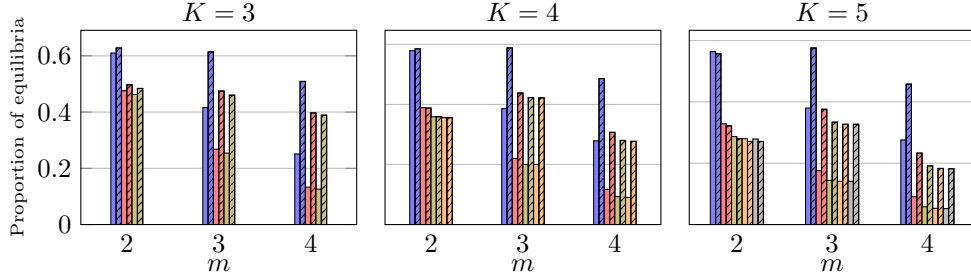 K = 3
K = 4
K = 5
Proportion of equilibria
0.6
0.4
0.2
0
2 3 4
2 3 4
2 3 4
m
m
m